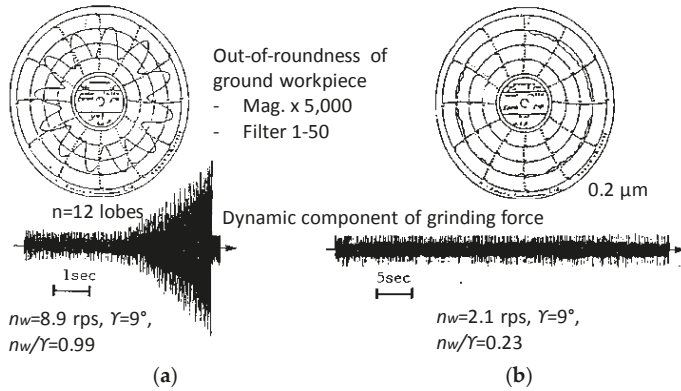 Out-of-roundness of
ground workpiece
- Mag. x 5,000
- Filter 1-50
n=12 lobes
0.2 μm
Dynamic component of grinding force
1sec
5sec
nw=8.9 rps, ϒ=9°,
nw/ϒ=0.99
nw=2.1 rps, ϒ=9°,
nw/ϒ=0.23
(a)
(b)